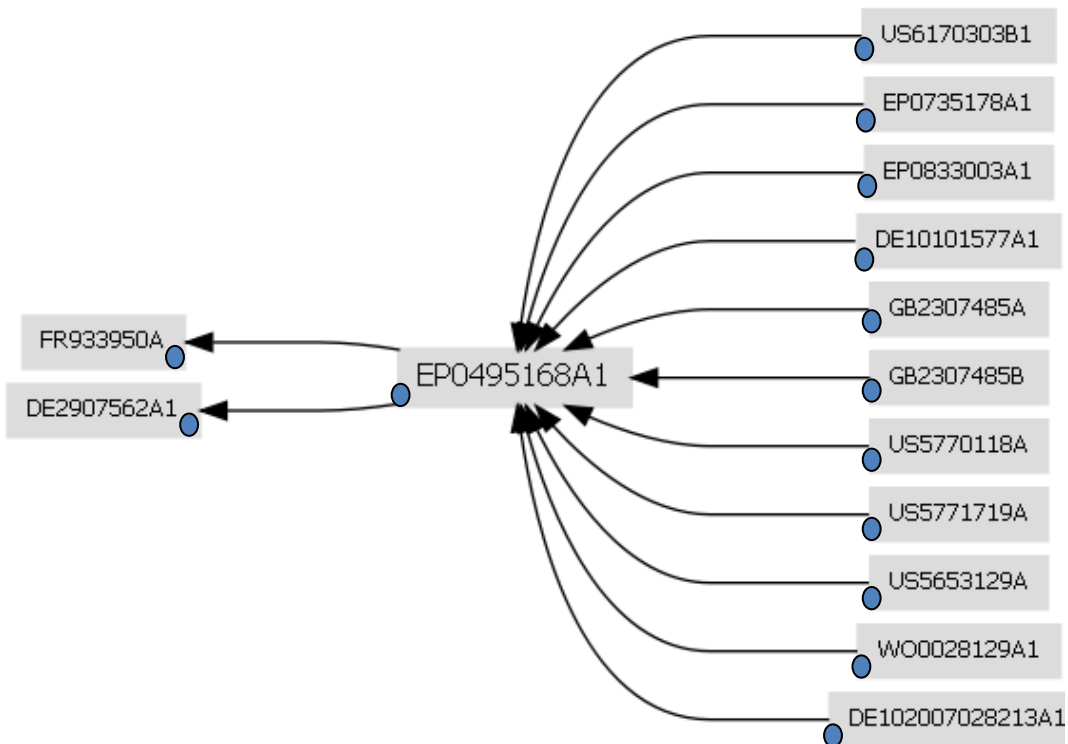 US6170303B1
EP0735178A1
EP0833003A1
DE10101577A1
GB2307485A
FR933950A
EP0495168A1
GB2307485B
DE2907562A1
US5770118A
US5771719A
US5653129A
WO0028129A1
DE102007028213A1